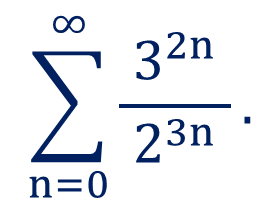 ∞
∑ 3^{2n} / 2^{3n} .
n=0